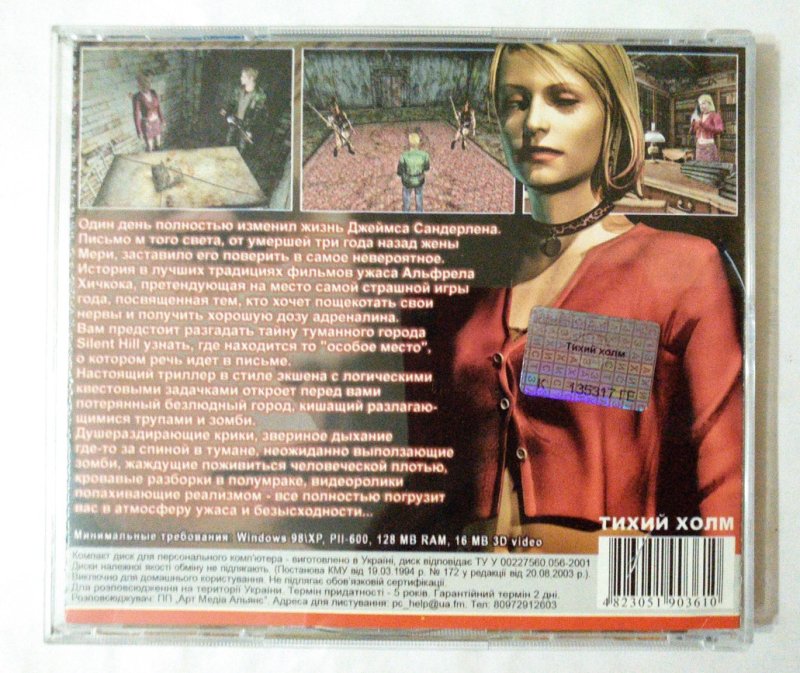 Один день полностью изменил жизнь Джеймса Сандерлена.
Письмо м того света, от умершей три года назад жены
Мери, заставило его поверить в самое невероятное.
История в лучших традициях фильмов ужаса Альфрела
Хичкока, претендующая на место самой страшной игры
года, посвященная тем, кто хочет пощекотать свои
нервы и получить хорошую дозу адреналина.
Вам предстоит разгадать тайну туманного города
Silent Hill узнать, где находится то "особое место",
о котором речь идет в письме.
Настоящий триллер в стиле экшена с логическими
квестовыми задачками откроет перед вами
потерянный безлюдный город, кишащий разлагаю-
щимися трупами и зомби.
Душераздирающие крики, звериное дыхание
где-то за спиной в тумане, неожиданно выползающие
зомби, жаждущие поживиться человеческой плотью,
кровавые разборки в полумраке, видеоролики
попахивающие реализмом - все полностью погрузит
вас в атмосферу ужаса и безысходности...
Тихий холм
К 135317 ГЕ
ТИХИЙ ХОЛМ
Минимальные требования: Windows 98\XP, PII-600, 128 MB RAM, 16 MB 3D video
Компакт диск для персонального комп'ютера - виготовлено в Україні, диск відповідає ТУ У 00227560.056-2001
Диски належної якості обміну не підлягають. (Постанова КМУ від 19.03.1994 р. № 172 у редакції від 20.08.2003 р.).
Виключно для домашнього користування. Не підлягає обов'язковій сертифікації.
Для розповсюдження на території України. Термін придатності - 5 років. Гарантійний термін 2 дні.
Розповсюджувач: ПП „Арт Медіа Альянс". Адреса для листування: pc_help@ua.fm. Тел: 80972912603
4823051 903610